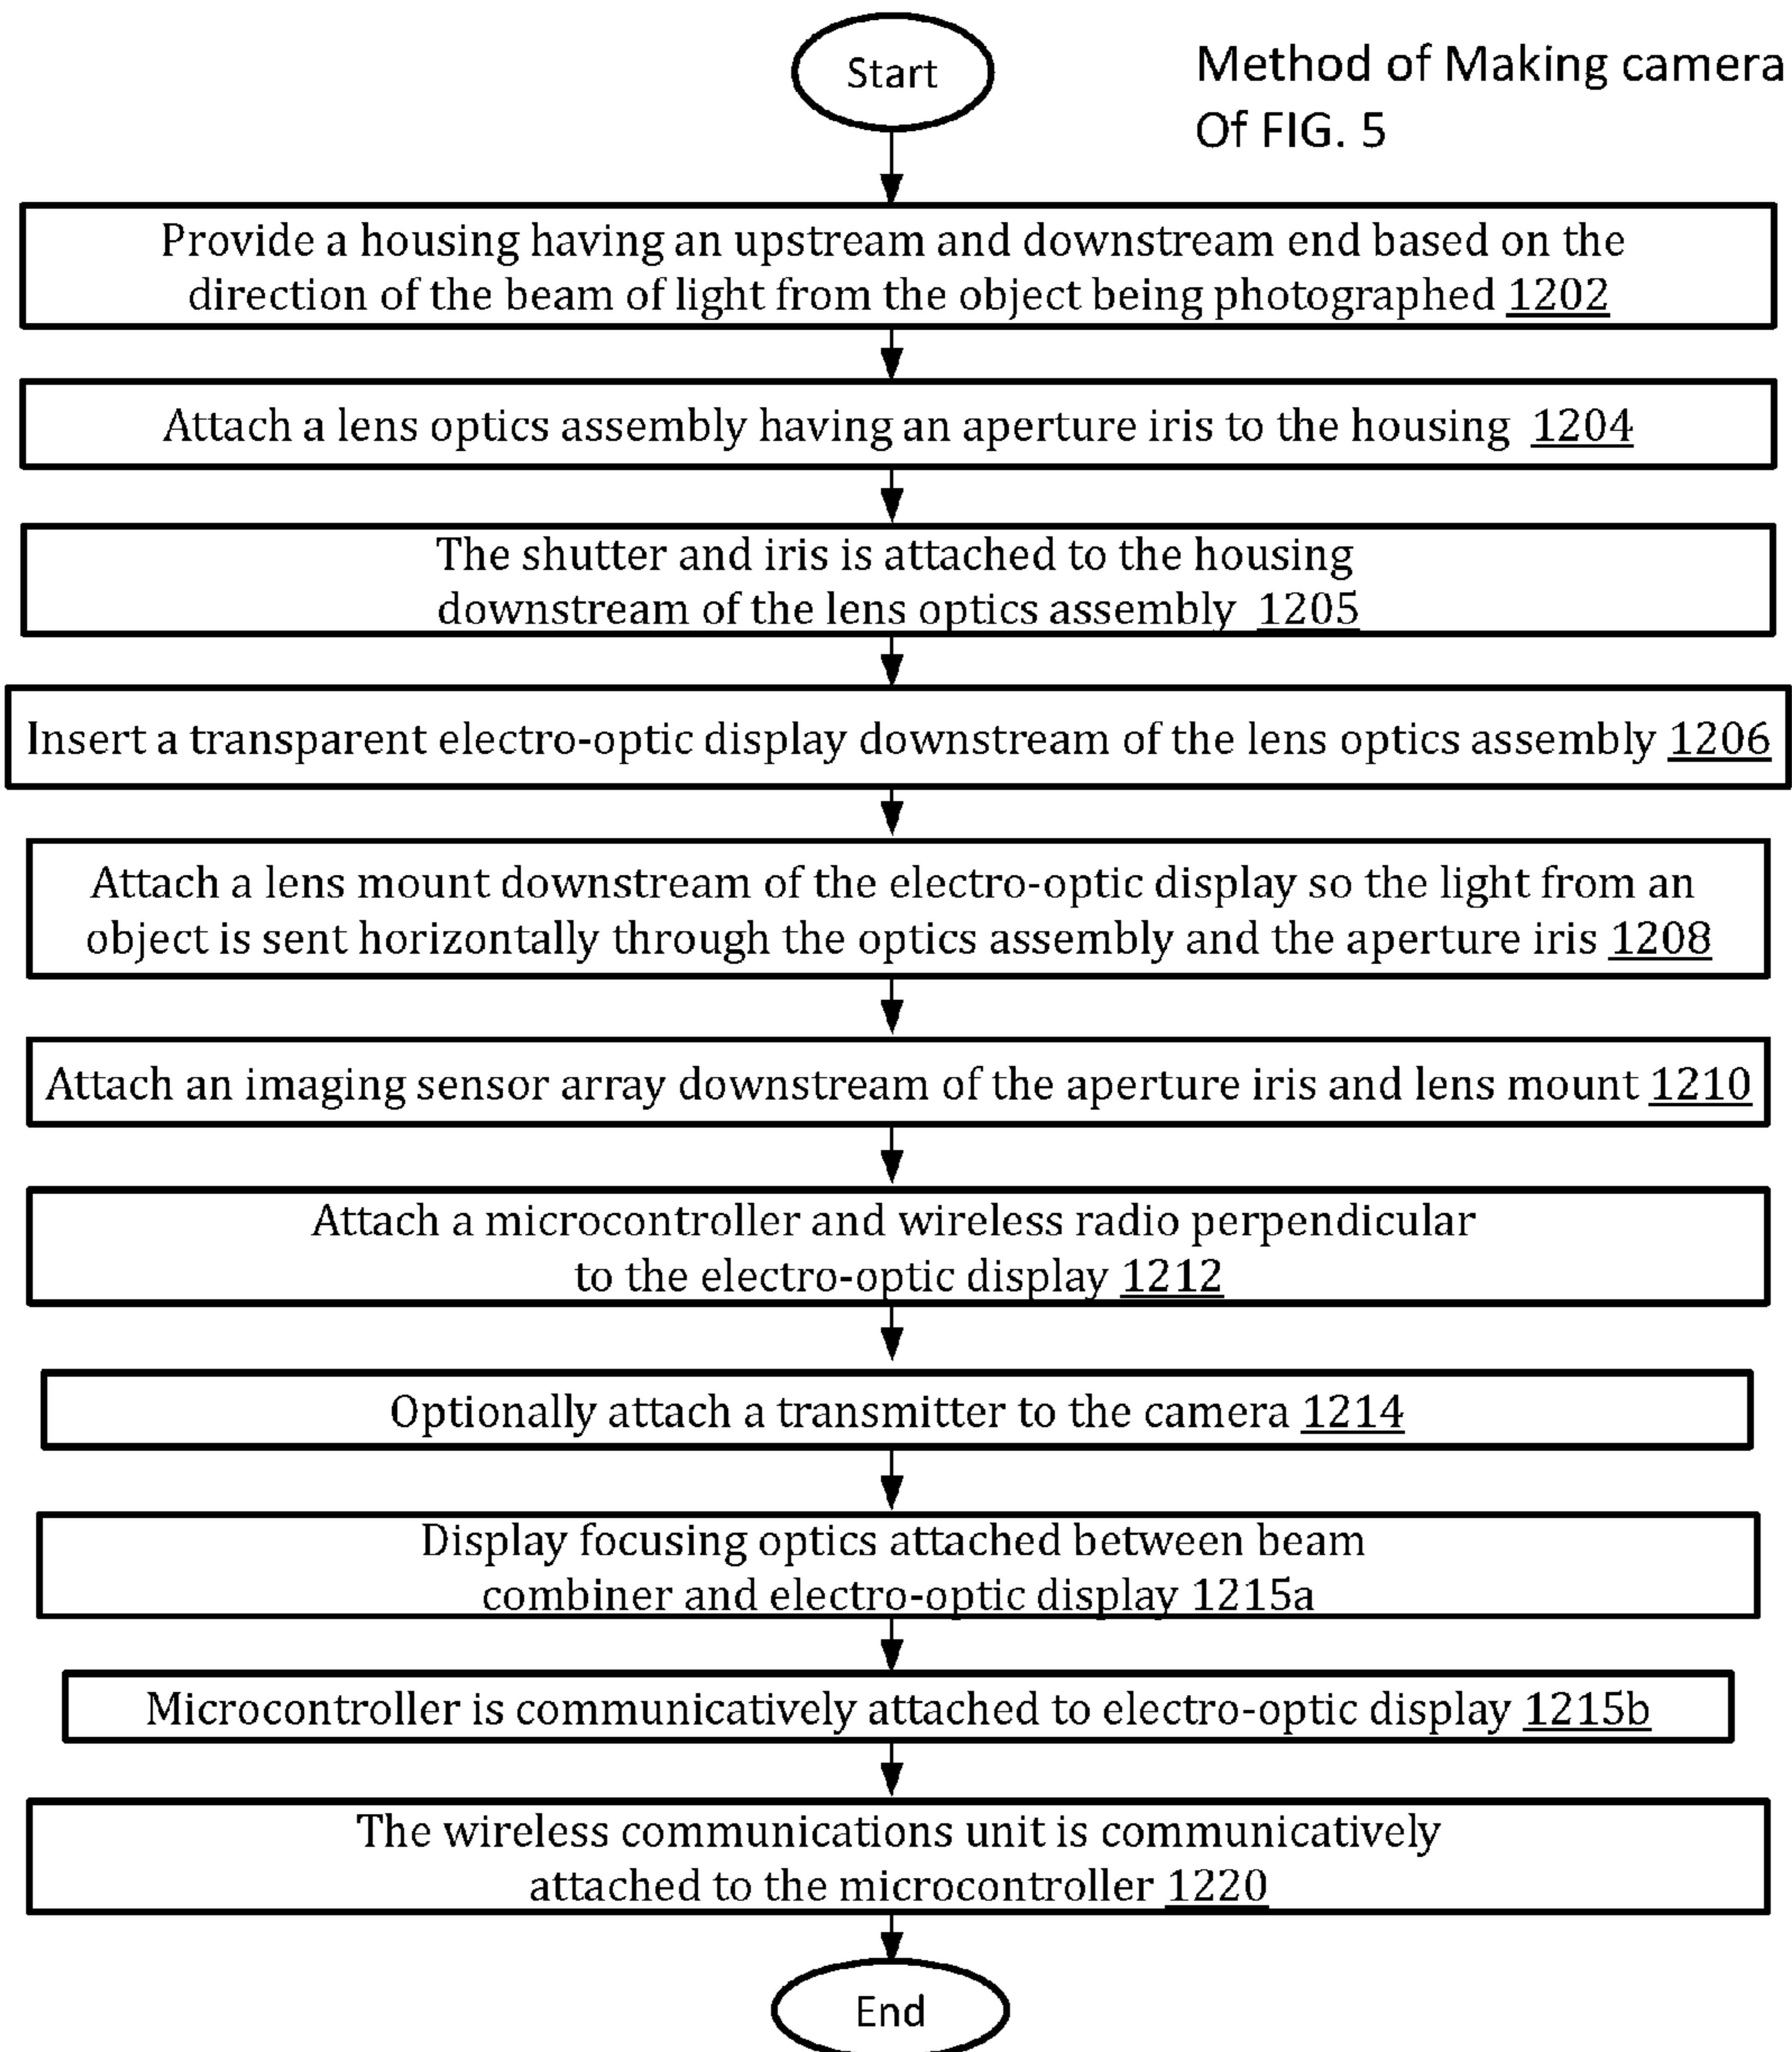 Start
Method of Making camera
Of FIG. 5
Provide a housing having an upstream and downstream end based on the
direction of the beam of light from the object being photographed 1202
Attach a lens optics assembly having an aperture iris to the housing 1204
The shutter and iris is attached to the housing
downstream of the lens optics assembly 1205
Insert a transparent electro-optic display downstream of the lens optics assembly 1206
Attach a lens mount downstream of the electro-optic display so the light from an
object is sent horizontally through the optics assembly and the aperture iris 1208
Attach an imaging sensor array downstream of the aperture iris and lens mount 1210
Attach a microcontroller and wireless radio perpendicular
to the electro-optic display 1212
Optionally attach a transmitter to the camera 1214
Display focusing optics attached between beam
combiner and electro-optic display 1215a
Microcontroller is communicatively attached to electro-optic display 1215b
The wireless communications unit is communicatively
attached to the microcontroller 1220
End